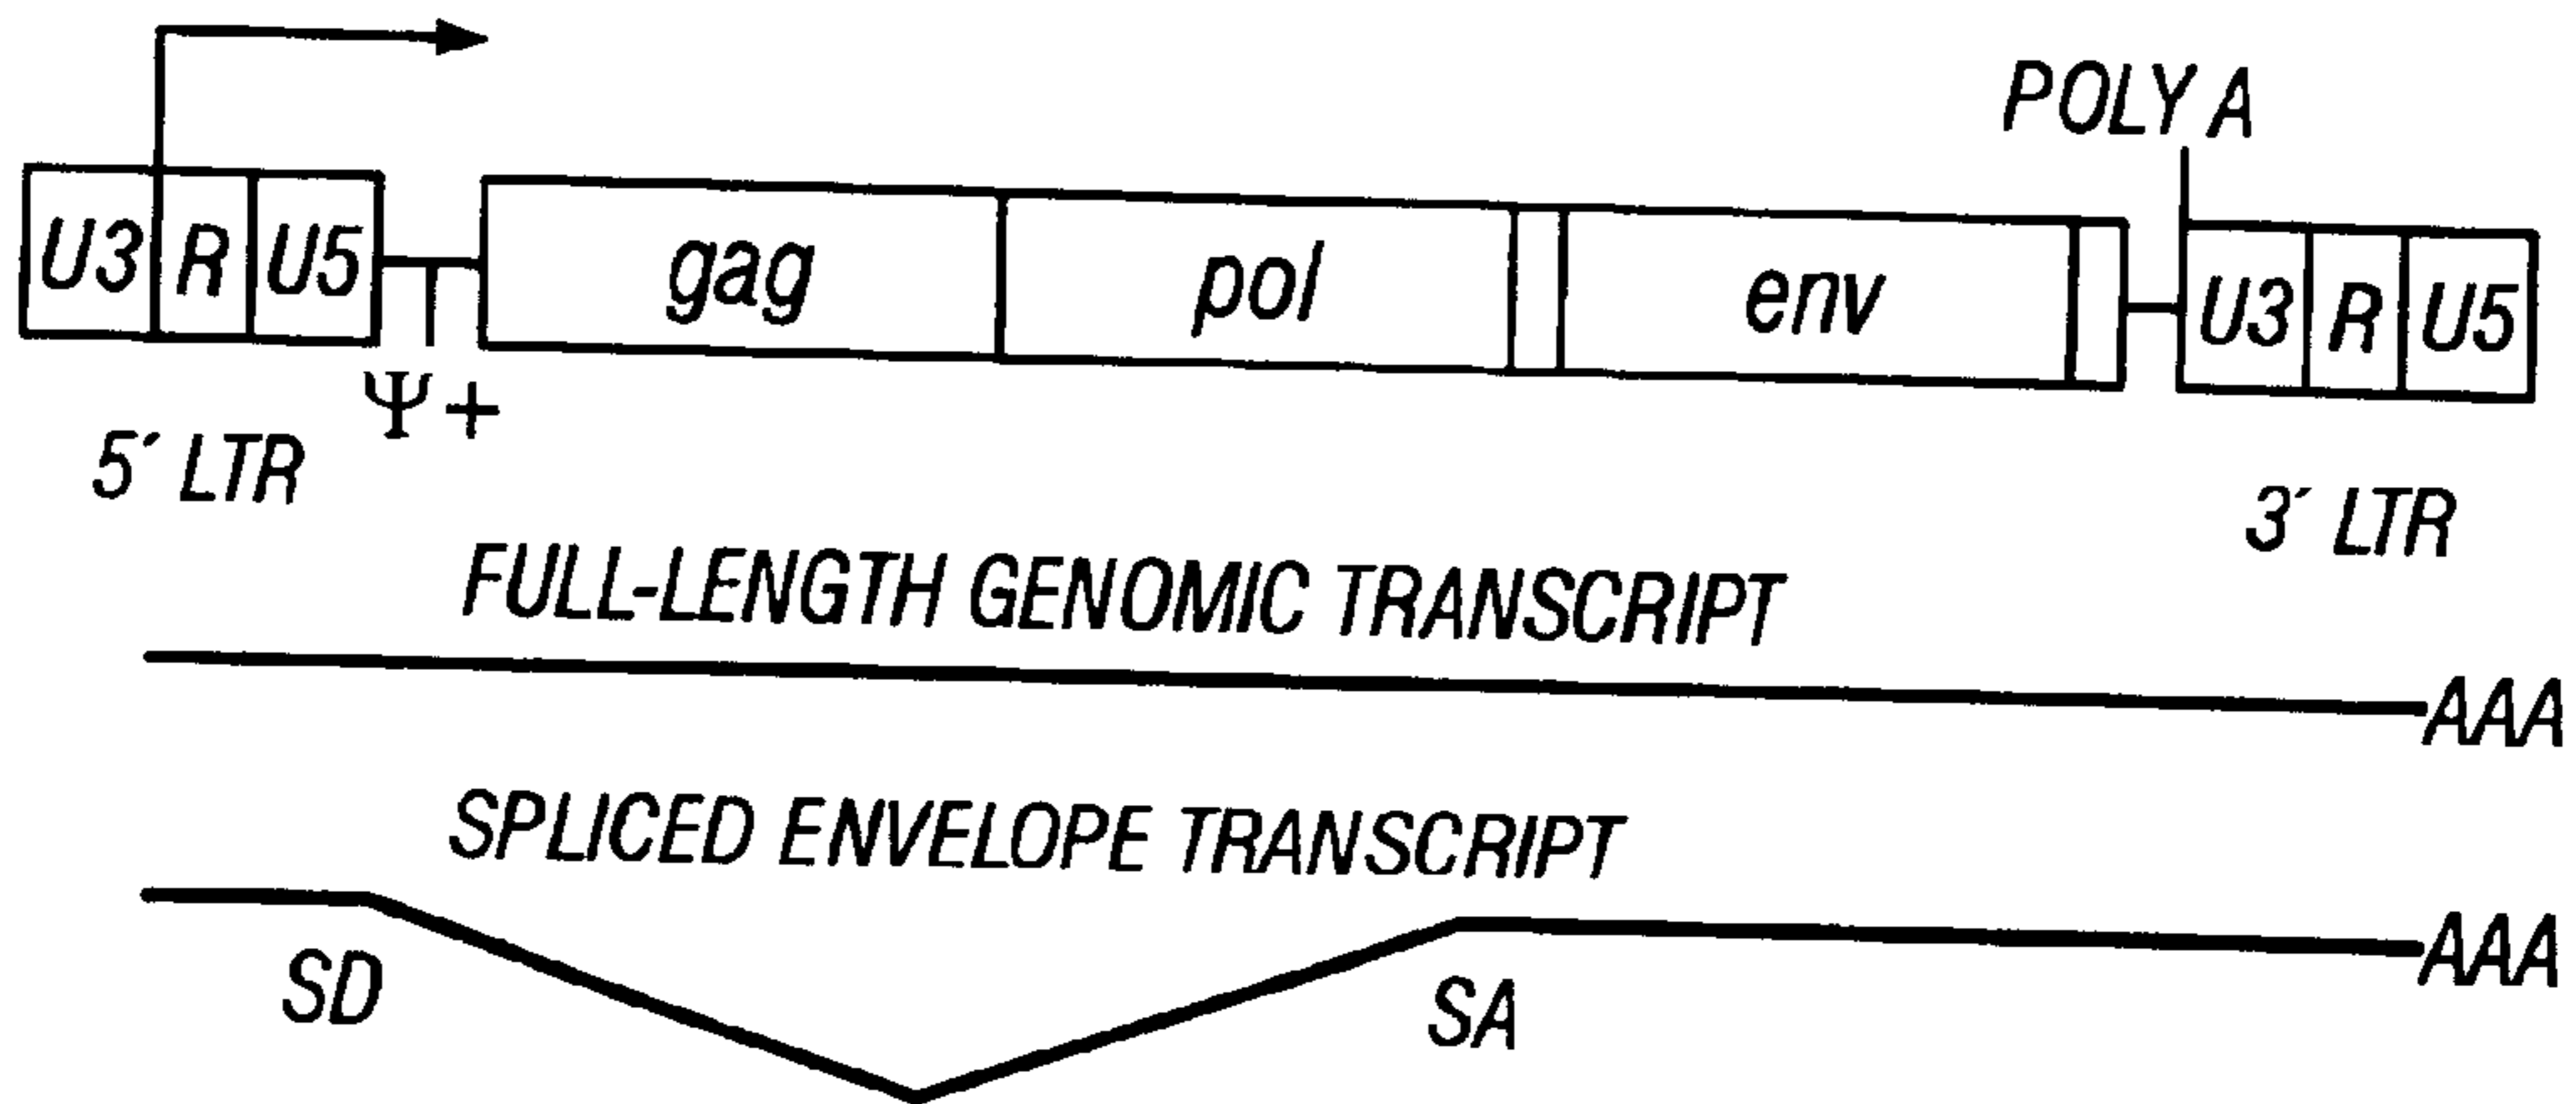 POLY A
U3 R U5 gag pol env U3 R U5
Ψ+
5´ LTR
3´ LTR
FULL-LENGTH GENOMIC TRANSCRIPT
AAA
SPLICED ENVELOPE TRANSCRIPT
AAA
SD
SA